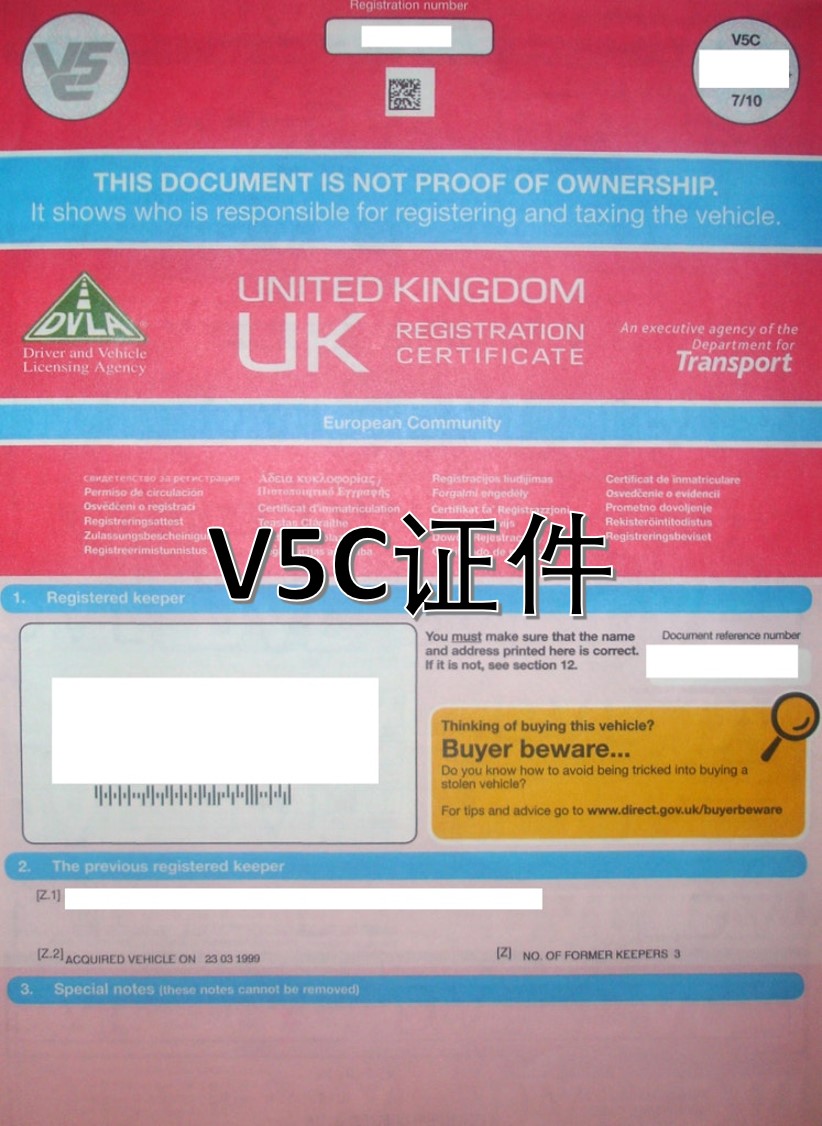 Registration number
V5C
V5C
7/10
THIS DOCUMENT IS NOT PROOF OF OWNERSHIP.
It shows who is responsible for registering and taxing the vehicle.
DVLA
Driver and Vehicle
Licensing Agency
UNITED KINGDOM
UK REGISTRATION
CERTIFICATE
An executive agency of the
Department for
Transport
European Community
свидетелство за регистрация
Permiso de circulación
Osvědčení o registraci
Registreringsattest
Zulassungsbescheinigu
Registreerimistunnistus
Άδεια κυκλοφορίας /
Πιστοποιητικό Εγγραφής
Certificat d'immatriculation
Teastas Cláraithe
Registracijos liudijimas
Forgalmi engedély
Certifikat ta' Reġistrazzjoni
Certificat de înmatriculare
Osvedčenie o evidencii
Prometno dovoljenje
Rekisteröintitodistus
Registreringsbeviset
V5C证件
1. Registered keeper
You must make sure that the name
and address printed here is correct.
If it is not, see section 12.
Document reference number
Thinking of buying this vehicle?
Buyer beware...
Do you know how to avoid being tricked into buying a
stolen vehicle?
For tips and advice go to www.direct.gov.uk/buyerbeware
2. The previous registered keeper
[Z.1]
[Z.2] ACQUIRED VEHICLE ON 23 03 1999
[Z] NO. OF FORMER KEEPERS 3
3. Special notes (these notes cannot be removed)